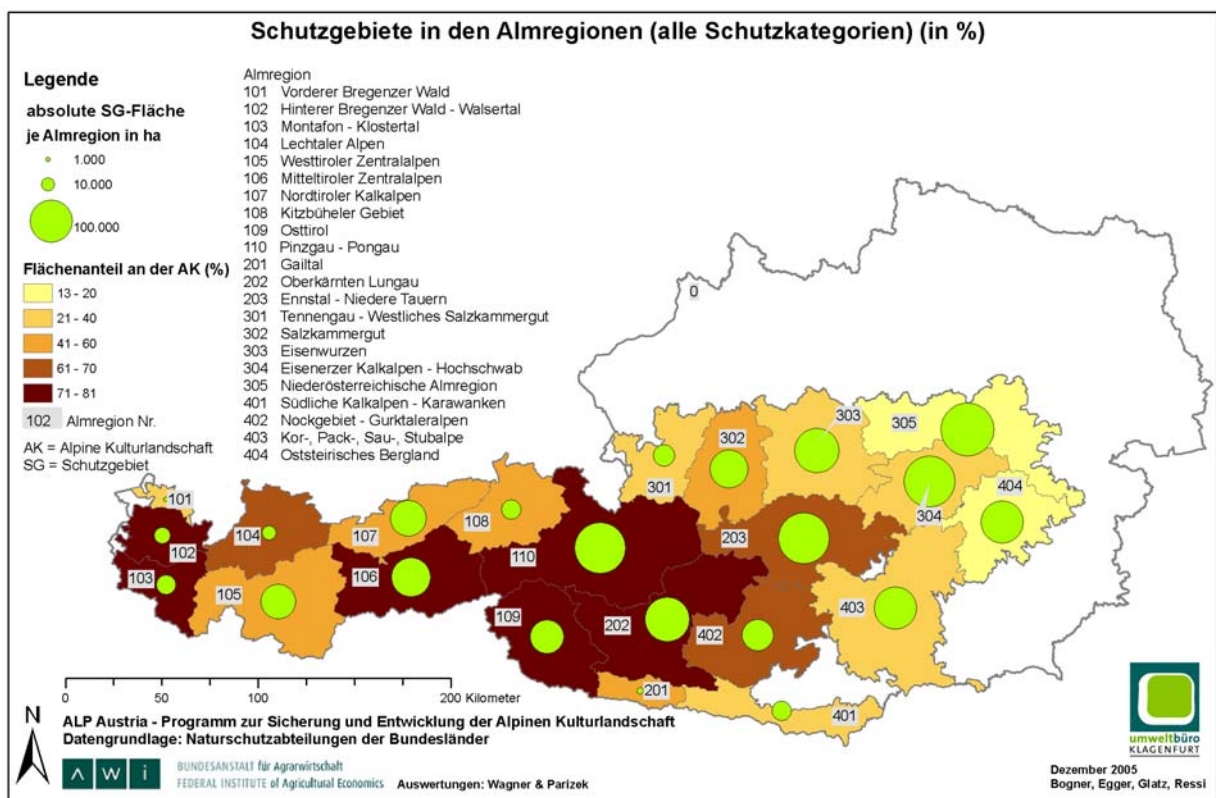 Schutzgebiete in den Almregionen (alle Schutzkategorien) (in %)
Legende
absolute SG-Fläche
je Almregion in ha
1.000
10.000
100.000
Flächenanteil an der AK (%)
13 - 20
21 - 40
41 - 60
61 - 70
71 - 81
102 Almregion Nr.
AK = Alpine Kulturlandschaft
SG = Schutzgebiet
Almregion
101 Vorderer Bregenzer Wald
102 Hinterer Bregenzer Wald - Walsertal
103 Montafon - Klostertal
104 Lechtaler Alpen
105 Westtiroler Zentralalpen
106 Mitteltiroler Zentralalpen
107 Nordtiroler Kalkalpen
108 Kitzbüheler Gebiet
109 Osttirol
110 Pinzgau - Pongau
201 Gailtal
202 Oberkärnten Lungau
203 Ennstal - Niedere Tauern
301 Tennengau - Westliches Salzkammergut
302 Salzkammergut
303 Eisenwurzen
304 Eisenerzer Kalkalpen - Hochschwab
305 Niederösterreichische Almregion
401 Südliche Kalkalpen - Karawanken
402 Nockgebiet - Gurktaleralpen
403 Kor-, Pack-, Sau-, Stubalpe
404 Oststeirisches Bergland
0
303
305
302
301
404
304
101
104
107
108
102
110
203
103
105
106
109
202
402
403
201
401
0 50 100 200 Kilometer
N
ALP Austria - Programm zur Sicherung und Entwicklung der Alpinen Kulturlandschaft
Datengrundlage: Naturschutzabteilungen der Bundesländer
AWI
BUNDESANSTALT für Agrarwirtschaft
FEDERAL INSTITUTE of Agricultural Economics
Auswertungen: Wagner & Parizek
umweltbüro
KLAGENFURT
Dezember 2005
Bogner, Egger, Glatz, Ressi